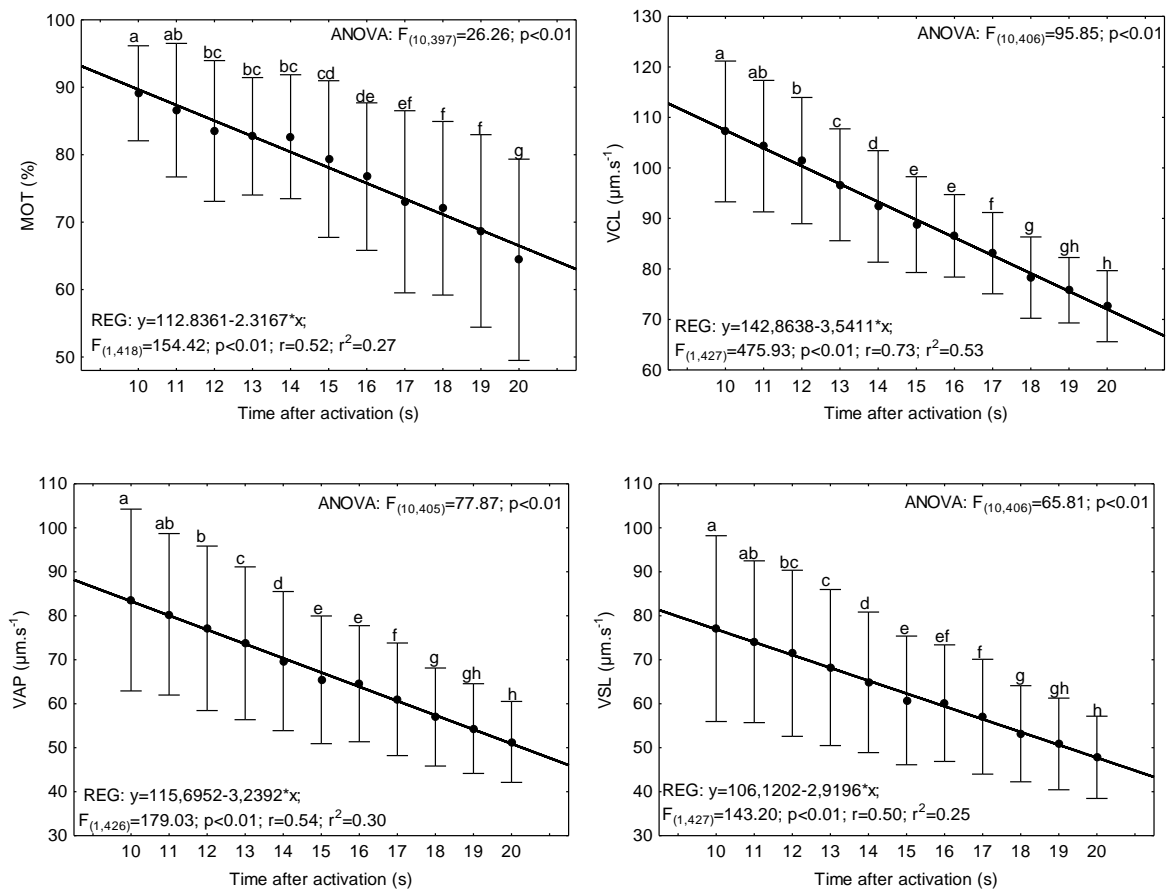 ANOVA: F(10,397)=26.26; p<0.01
a ab bc bc bc cd de ef f f g
MOT (%)
100
90
80
70
60
50
REG: y=112.8361-2.3167*x;
F(1,418)=154.42; p<0.01; r=0.52; r²=0.27
10 11 12 13 14 15 16 17 18 19 20
Time after activation (s)
ANOVA: F(10,406)=95.85; p<0.01
a ab b c d e e f g gh h
VCL (µm.s⁻¹)
130
120
110
100
90
80
70
60
REG: y=142,8638-3,5411*x;
F(1,427)=475.93; p<0.01; r=0.73; r²=0.53
10 11 12 13 14 15 16 17 18 19 20
Time after activation (s)
ANOVA: F(10,405)=77.87; p<0.01
a ab b c d e e f g gh h
VAP (µm.s⁻¹)
110
100
90
80
70
60
50
40
30
REG: y=115,6952-3,2392*x;
F(1,426)=179.03; p<0.01; r=0.54; r²=0.30
10 11 12 13 14 15 16 17 18 19 20
Time after activation (s)
ANOVA: F(10,406)=65.81; p<0.01
a ab bc c d e ef f g gh h
VSL (µm.s⁻¹)
110
100
90
80
70
60
50
40
30
REG: y=106,1202-2,9196*x;
F(1,427)=143.20; p<0.01; r=0.50; r²=0.25
10 11 12 13 14 15 16 17 18 19 20
Time after activation (s)